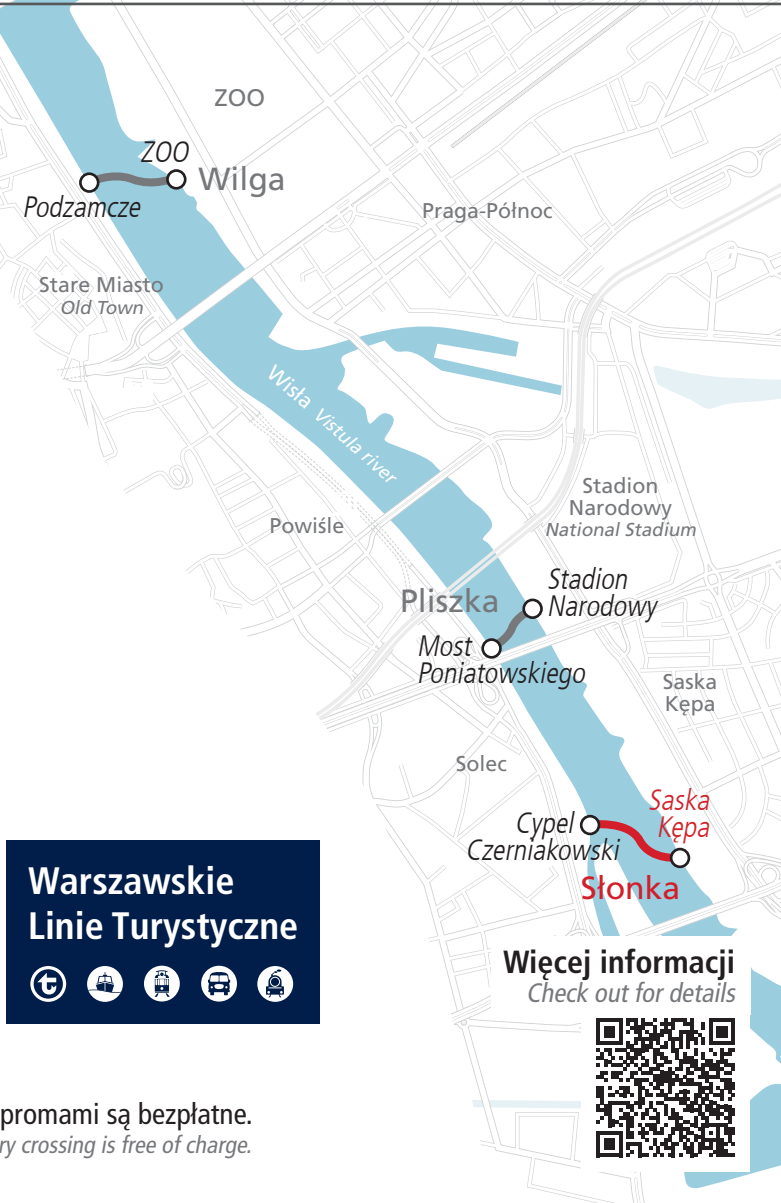 ZOO
ZOO
Wilga
Podzamcze
Praga-Północ
Stare Miasto
Old Town
Wisła Vistula river
Stadion
Narodowy
National Stadium
Powiśle
Stadion
Narodowy
Pliszka
Most
Poniatowskiego
Saska
Kępa
Solec
Saska
Kępa
Cypel
Czerniakowski
Słonka
Warszawskie
Linie Turystyczne
Więcej informacji
Check out for details
promami są bezpłatne.
crossing is free of charge.